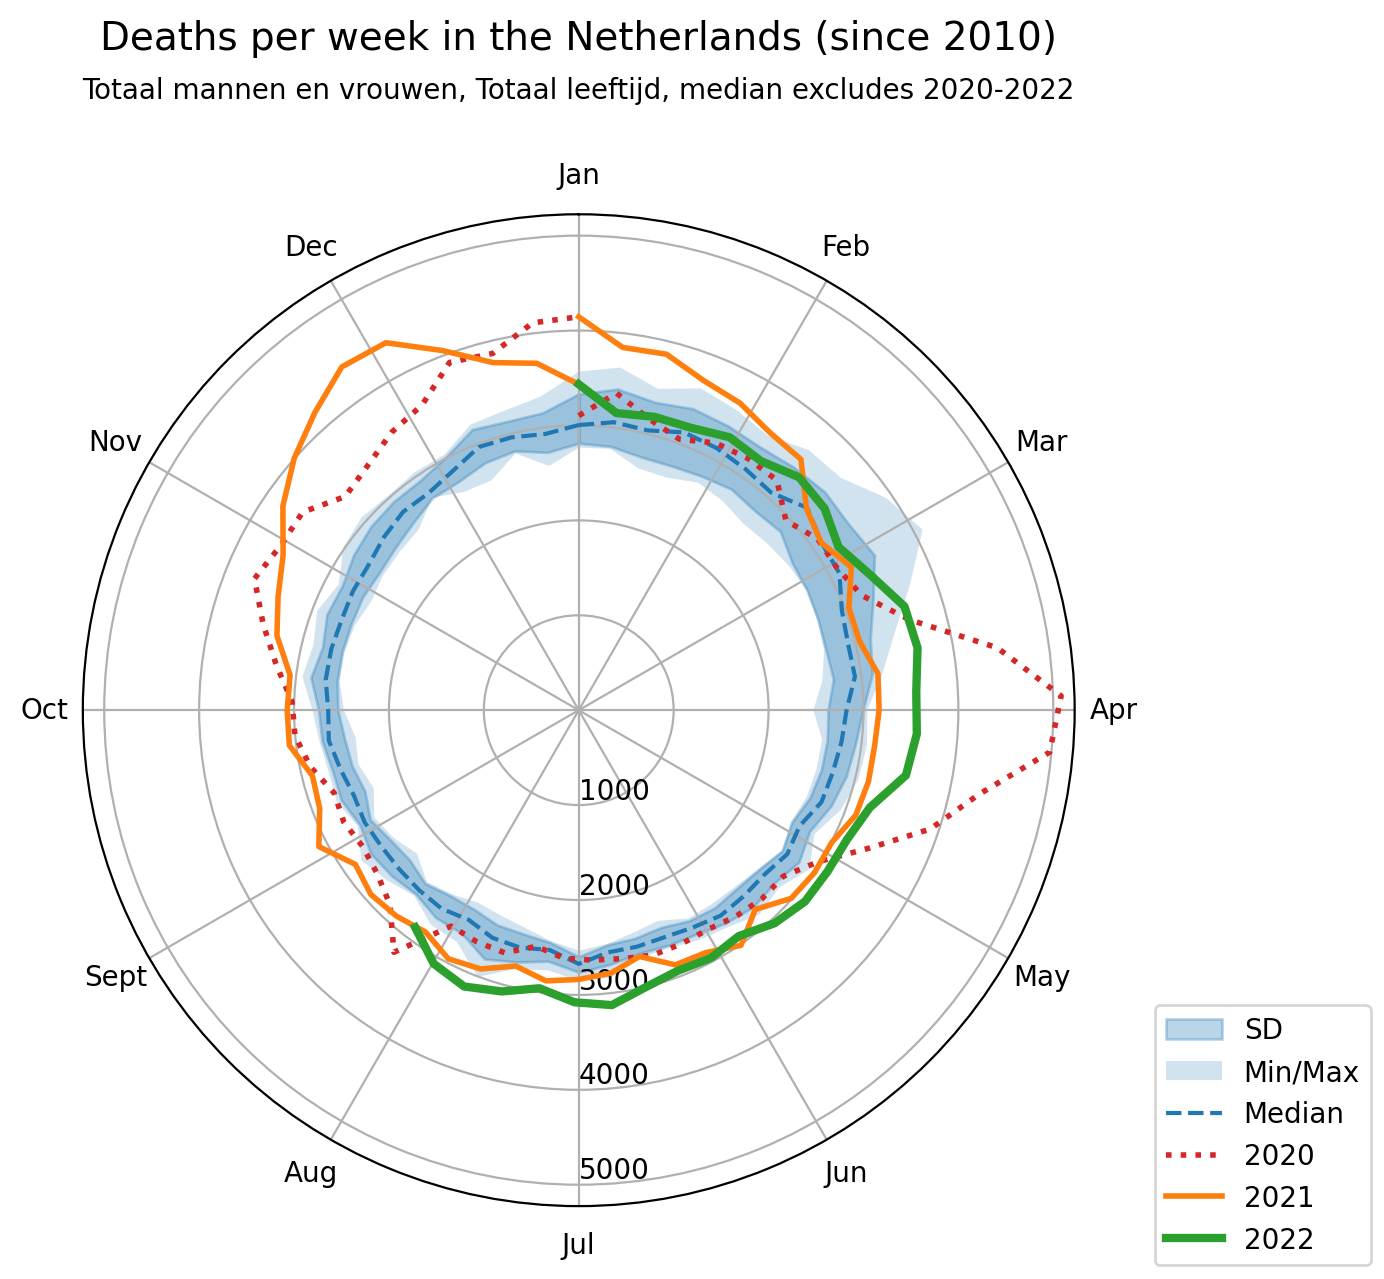 Deaths per week in the Netherlands (since 2010)
Totaal mannen en vrouwen, Totaal leeftijd, median excludes 2020-2022
Jan
Feb
Mar
Apr
May
Jun
Jul
Aug
Sept
Oct
Nov
Dec
1000
2000
3000
4000
5000
SD
Min/Max
Median
2020
2021
2022